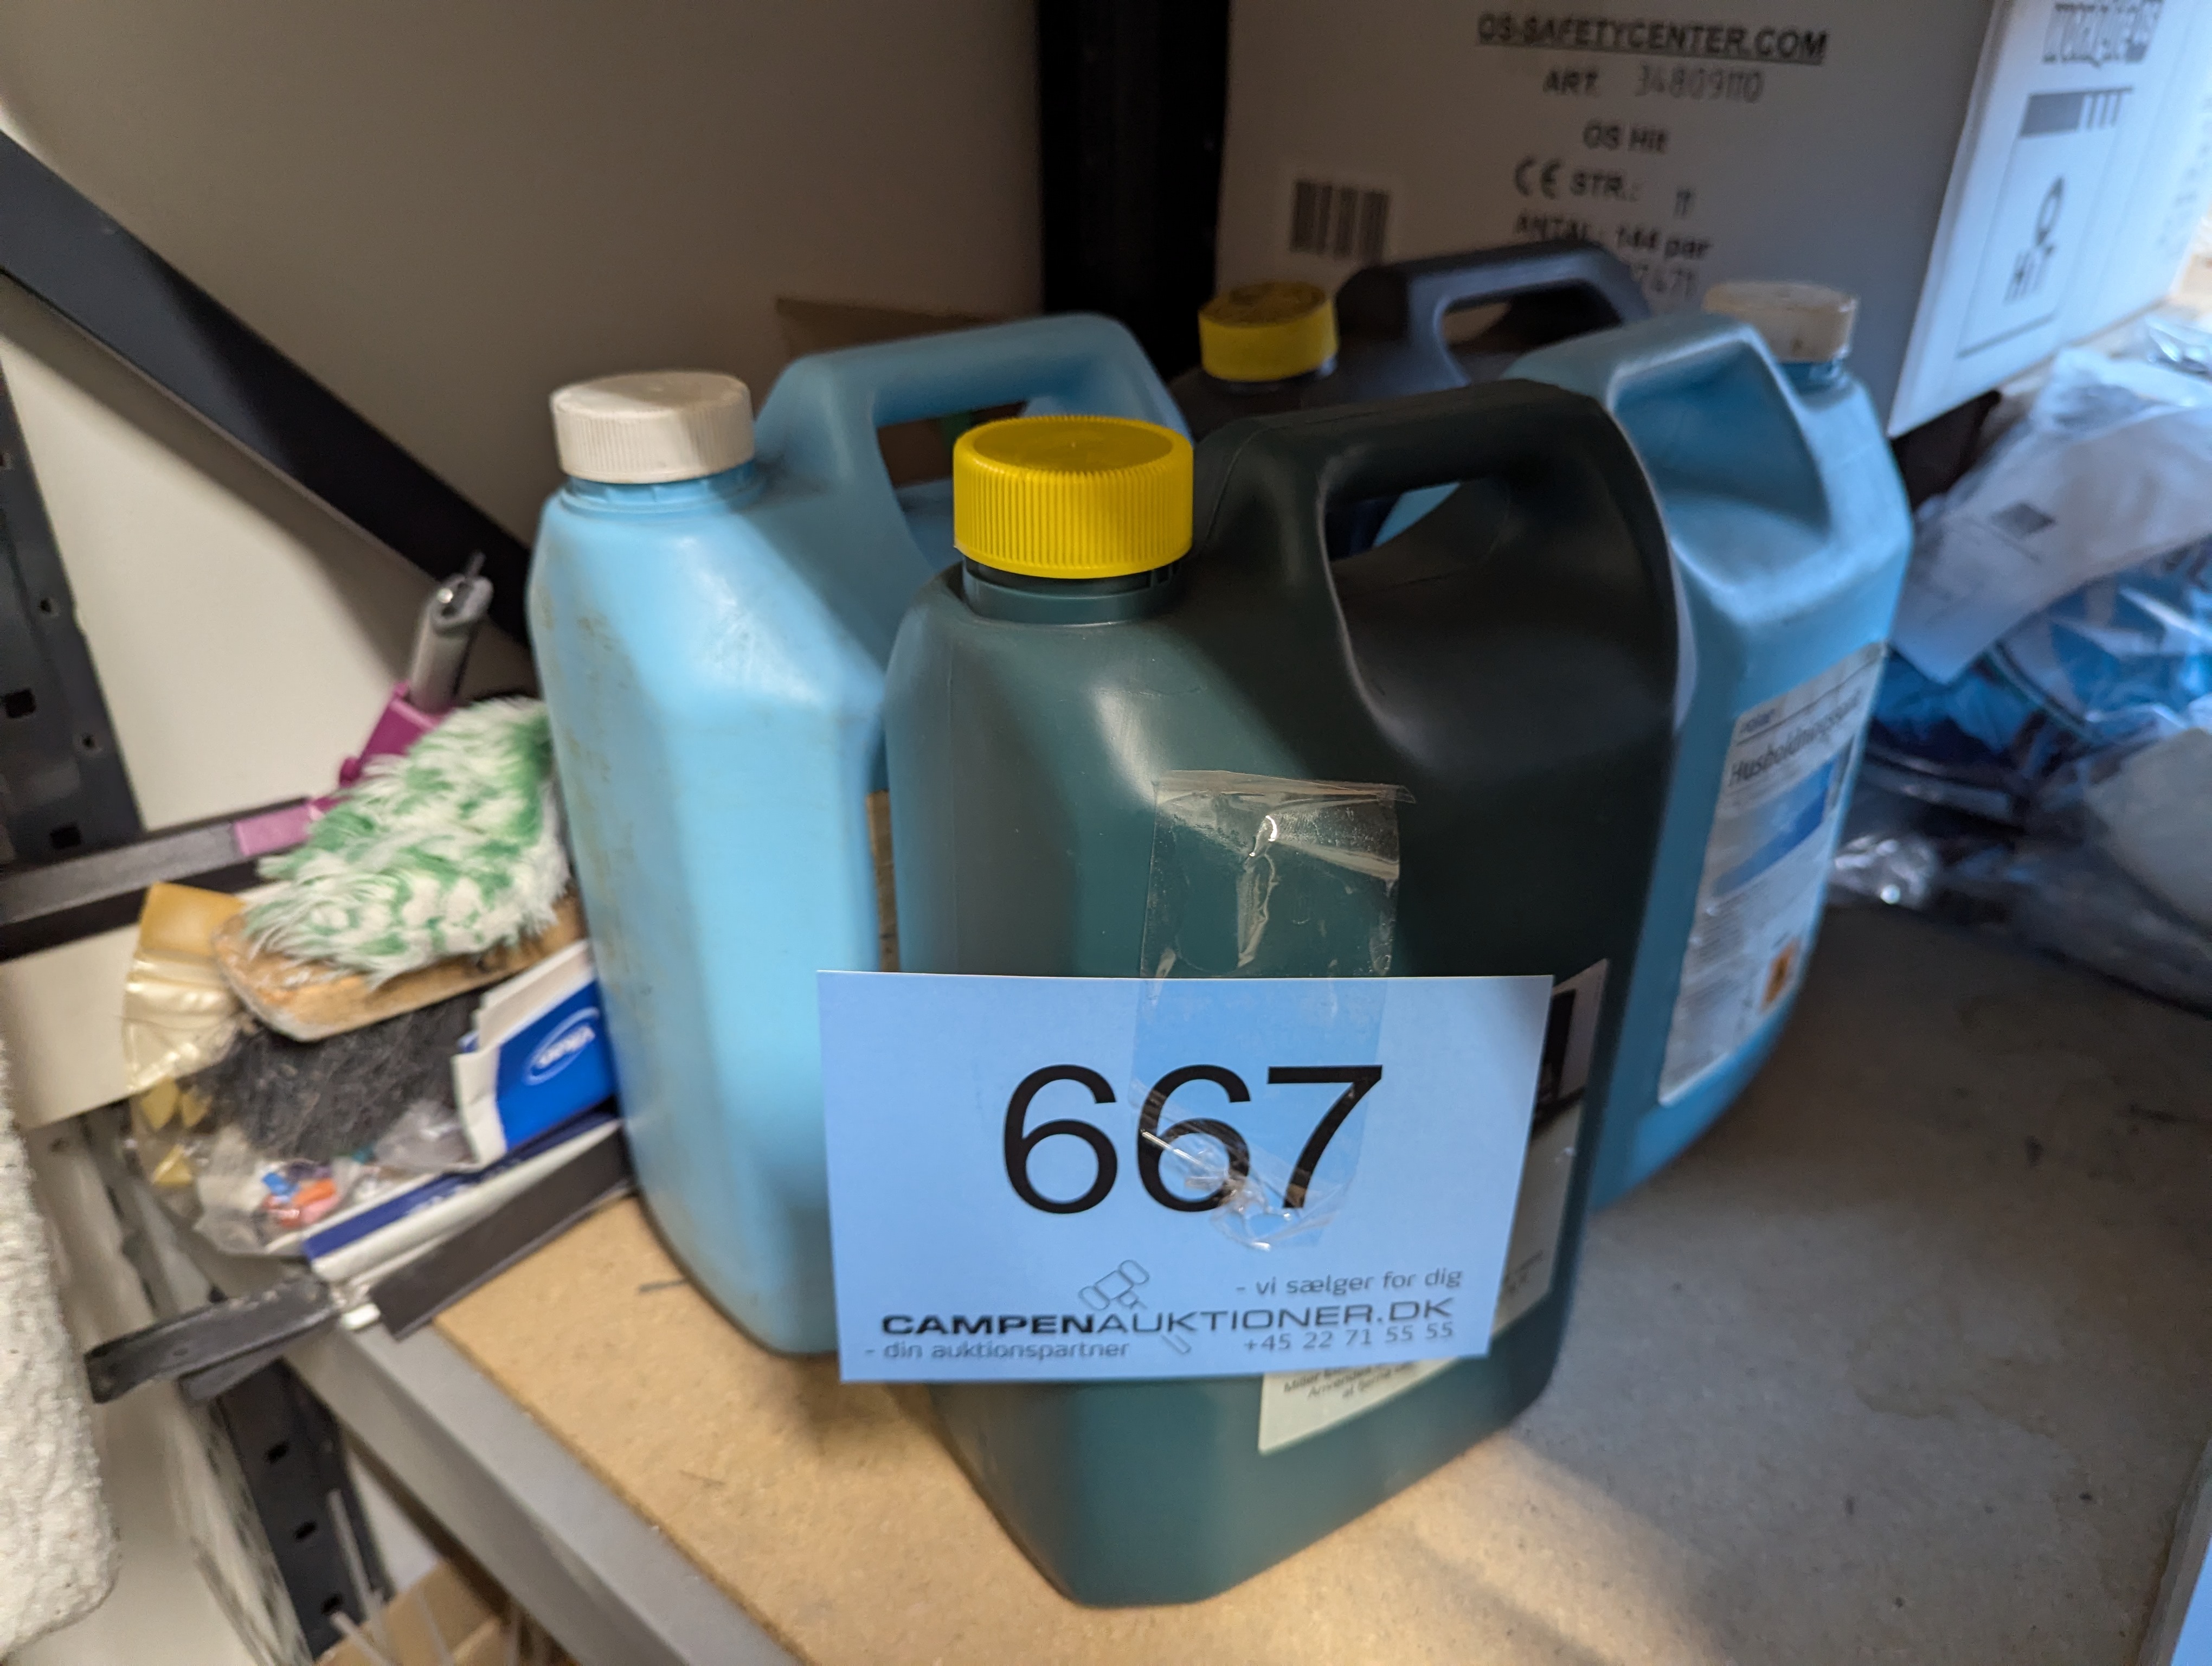 OS-SAFETYCENTER.COM
ART. 34809110
OS Hit
CE STR.: 11
ANTAL: 144 par
HIT
vikan
667
- vi sælger for dig
CAMPENAUKTIONER.DK
- din auktionspartner
+45 22 71 55 55